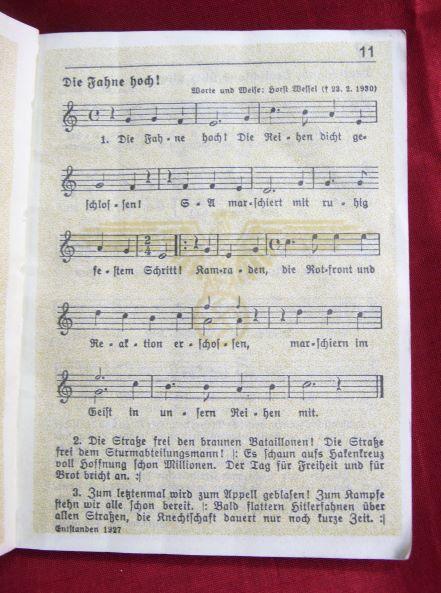 11
Die Fahne hoch!
Worte und Weise: Horst Wessel († 23. 2. 1930)
1. Die Fah-ne hoch! Die Rei-hen dicht ge-
schlos-sen! S-A mar-schiert mit ru-hig
fe-stem Schritt! Kam-ra-den, die Rotfront und
Re-ak-tion er-schos-sen, mar-schiern im
Geist in un-sern Rei-hen mit.
2. Die Straße frei den braunen Bataillonen! Die Straße
frei dem Sturmabteilungsmann! |: Es schaun aufs Hakenkreuz
voll Hoffnung schon Millionen. Der Tag für Freiheit und für
Brot bricht an. :|
3. Zum letztenmal wird zum Appell geblasen! Zum Kampfe
stehn wir alle schon bereit. |: Bald flattern Hitlerfahnen über
allen Straßen, die Knechtschaft dauert nur noch kurze Zeit. :|
Entstanden 1927